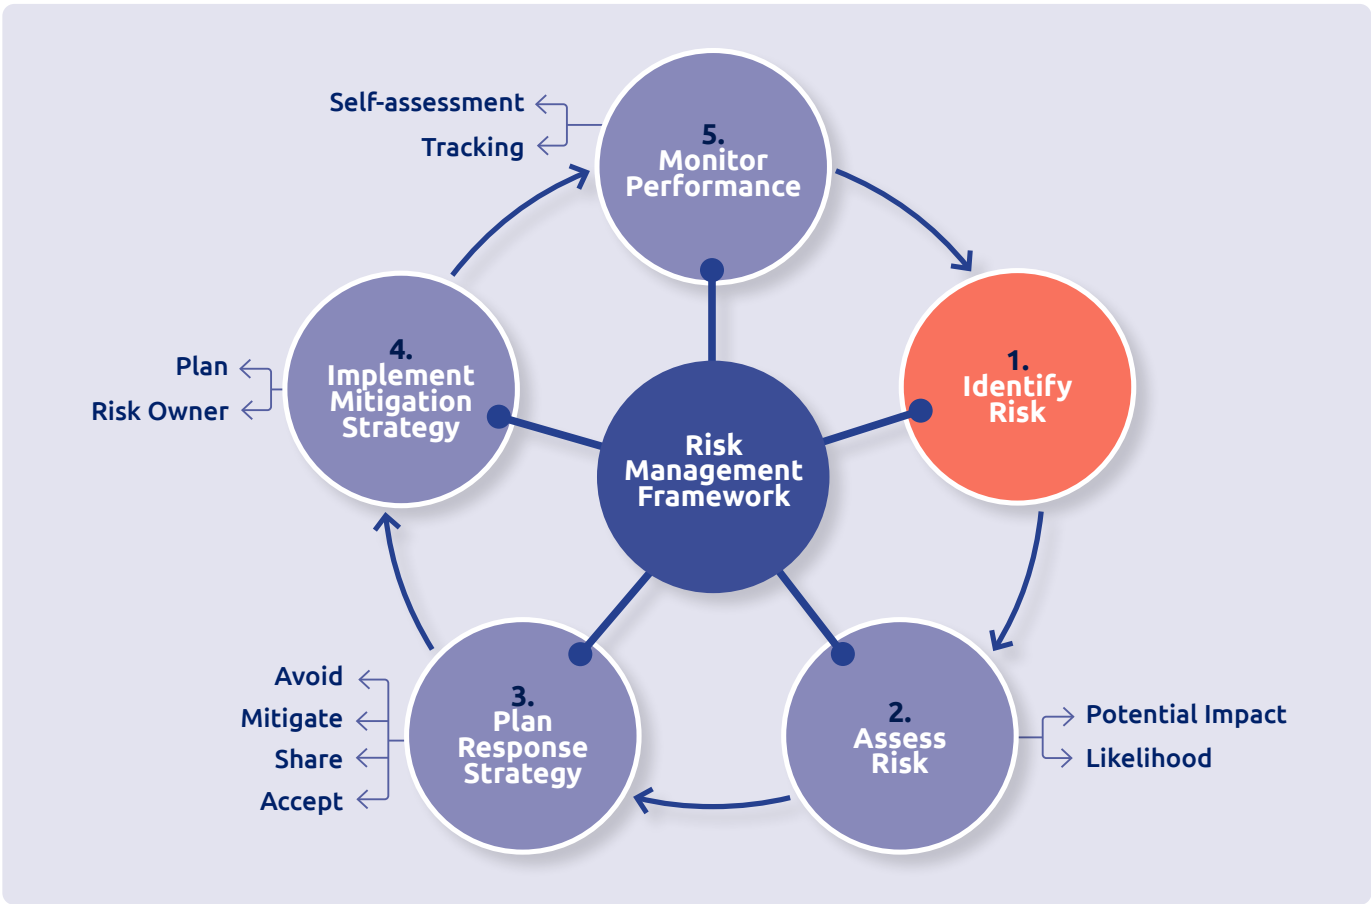 Self-assessment
Tracking
5.
Monitor
Performance
1.
Identify
Risk
4.
Implement
Mitigation
Strategy
Plan
Risk Owner
Risk
Management
Framework
3.
Plan
Response
Strategy
Avoid
Mitigate
Share
Accept
2.
Assess
Risk
Potential Impact
Likelihood